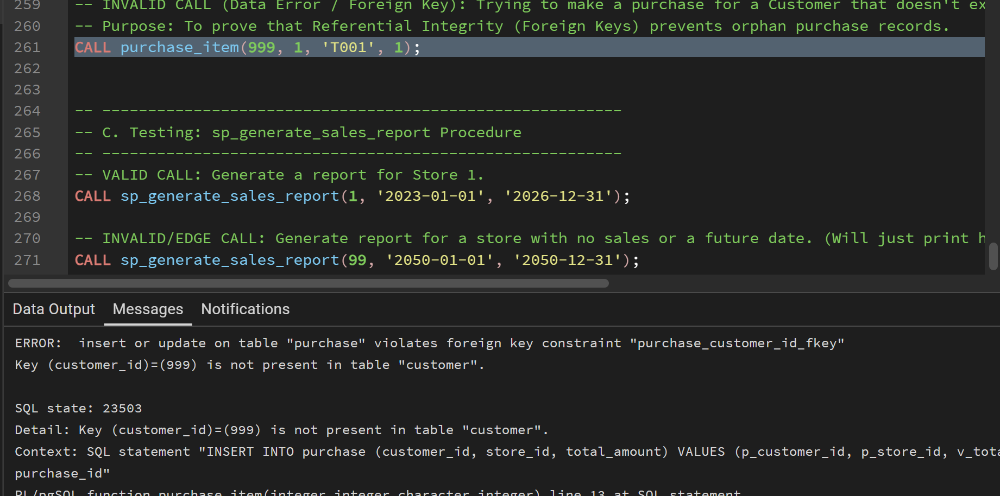 259 -- INVALID CALL (Data Error / Foreign Key): Trying to make a purchase for a Customer that doesn't ex
260 -- Purpose: To prove that Referential Integrity (Foreign Keys) prevents orphan purchase records.
261 CALL purchase_item(999, 1, 'T001', 1);
262
263
264 -- ----------------------------------------------------------
265 -- C. Testing: sp_generate_sales_report Procedure
266 -- ----------------------------------------------------------
267 -- VALID CALL: Generate a report for Store 1.
268 CALL sp_generate_sales_report(1, '2023-01-01', '2026-12-31');
269
270 -- INVALID/EDGE CALL: Generate report for a store with no sales or a future date. (Will just print h
271 CALL sp_generate_sales_report(99, '2050-01-01', '2050-12-31');
Data Output Messages Notifications
ERROR:  insert or update on table "purchase" violates foreign key constraint "purchase_customer_id_fkey"
Key (customer_id)=(999) is not present in table "customer".
SQL state: 23503
Detail: Key (customer_id)=(999) is not present in table "customer".
Context: SQL statement "INSERT INTO purchase (customer_id, store_id, total_amount) VALUES (p_customer_id, p_store_id, v_tota
purchase_id"
PL/pgSQL function purchase_item(integer,integer,character,integer) line 13 at SQL statement